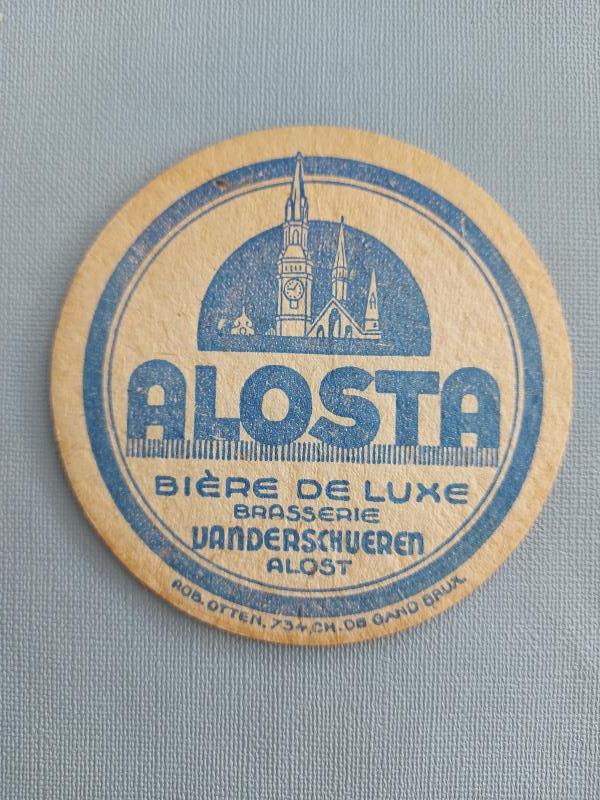 ALOSTA
BIÈRE DE LUXE
BRASSERIE
VANDERSCHUEREN
ALOST
ROB. OTTEN, 734, CH. DE GAND BRUX.